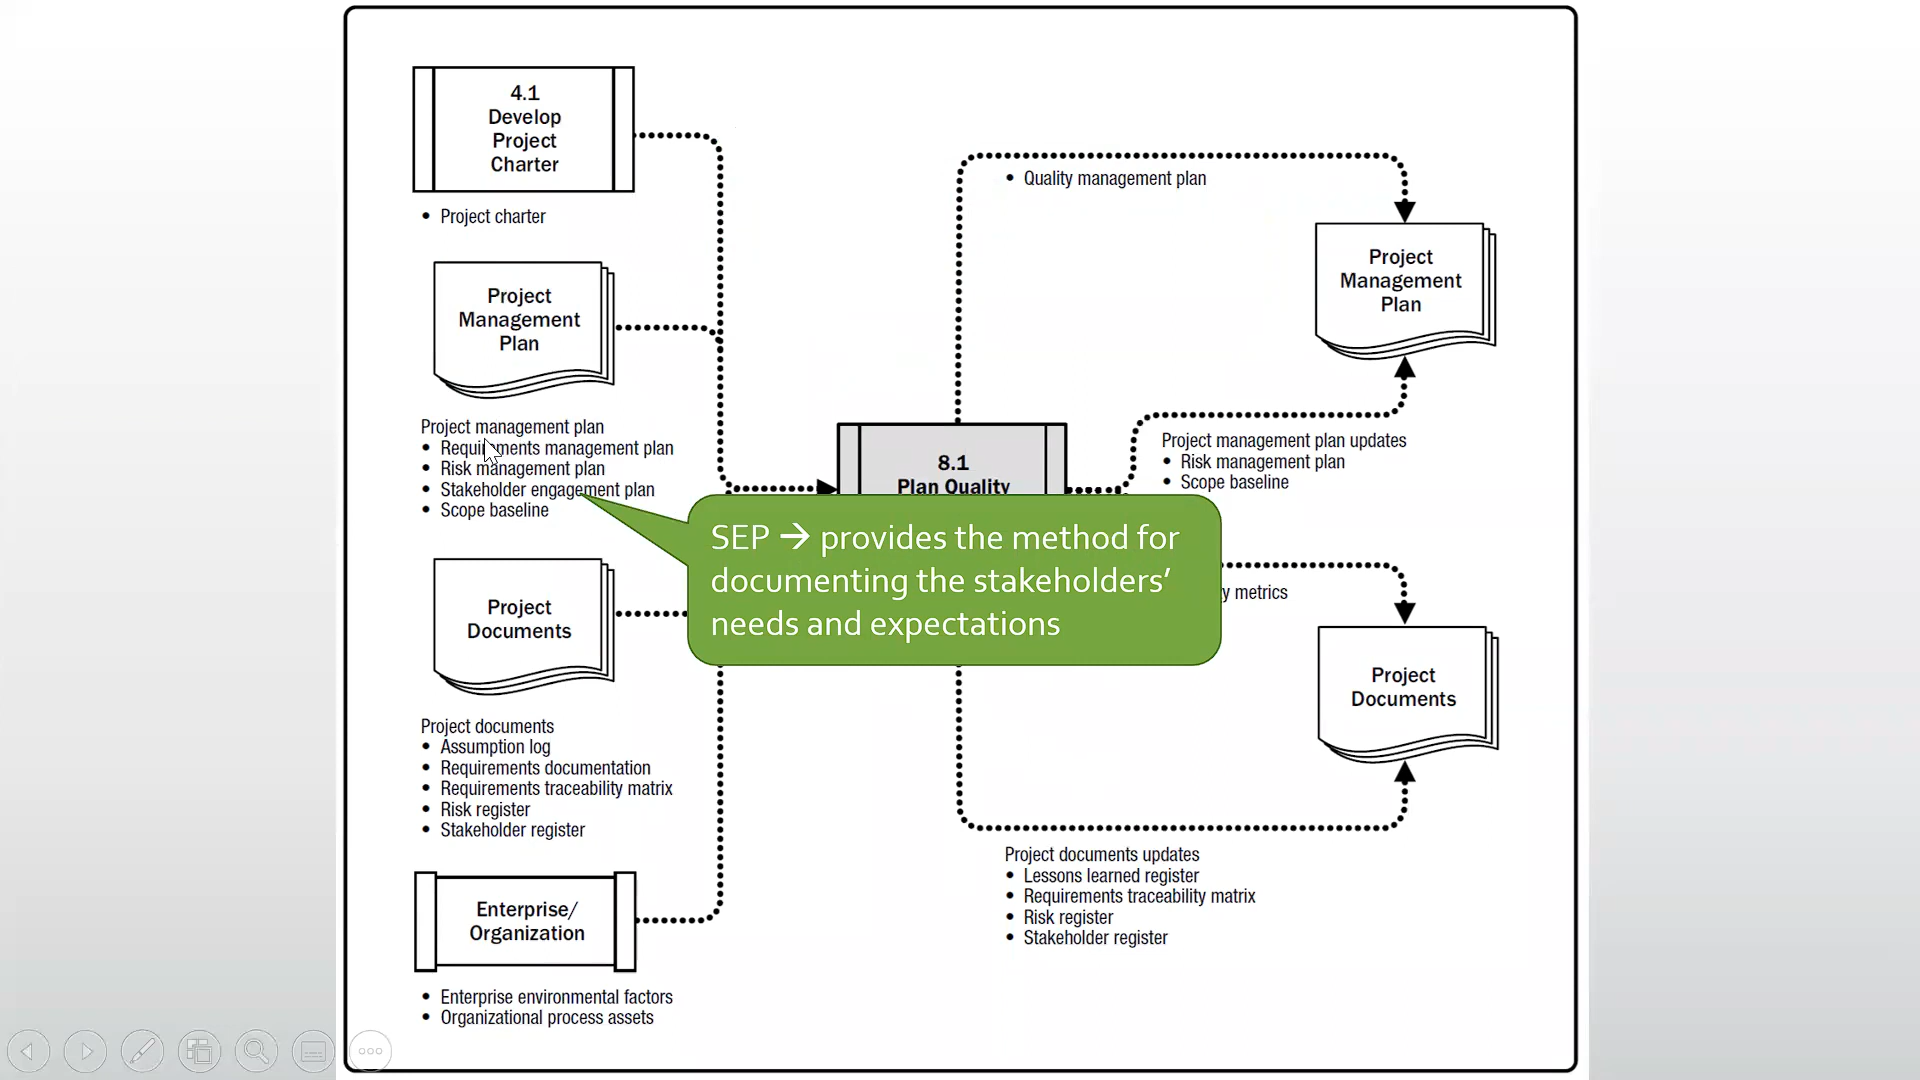 4.1
Develop
Project
Charter
• Project charter
Project
Management
Plan
Project management plan
• Requirements management plan
• Risk management plan
• Stakeholder engagement plan
• Scope baseline
Project
Documents
Project documents
• Assumption log
• Requirements documentation
• Requirements traceability matrix
• Risk register
• Stakeholder register
Enterprise/
Organization
• Enterprise environmental factors
• Organizational process assets
8.1
Plan Quality
SEP → provides the method for
documenting the stakeholders’
needs and expectations
• Quality management plan
Project
Management
Plan
Project management plan updates
• Risk management plan
• Scope baseline
y metrics
Project
Documents
Project documents updates
• Lessons learned register
• Requirements traceability matrix
• Risk register
• Stakeholder register